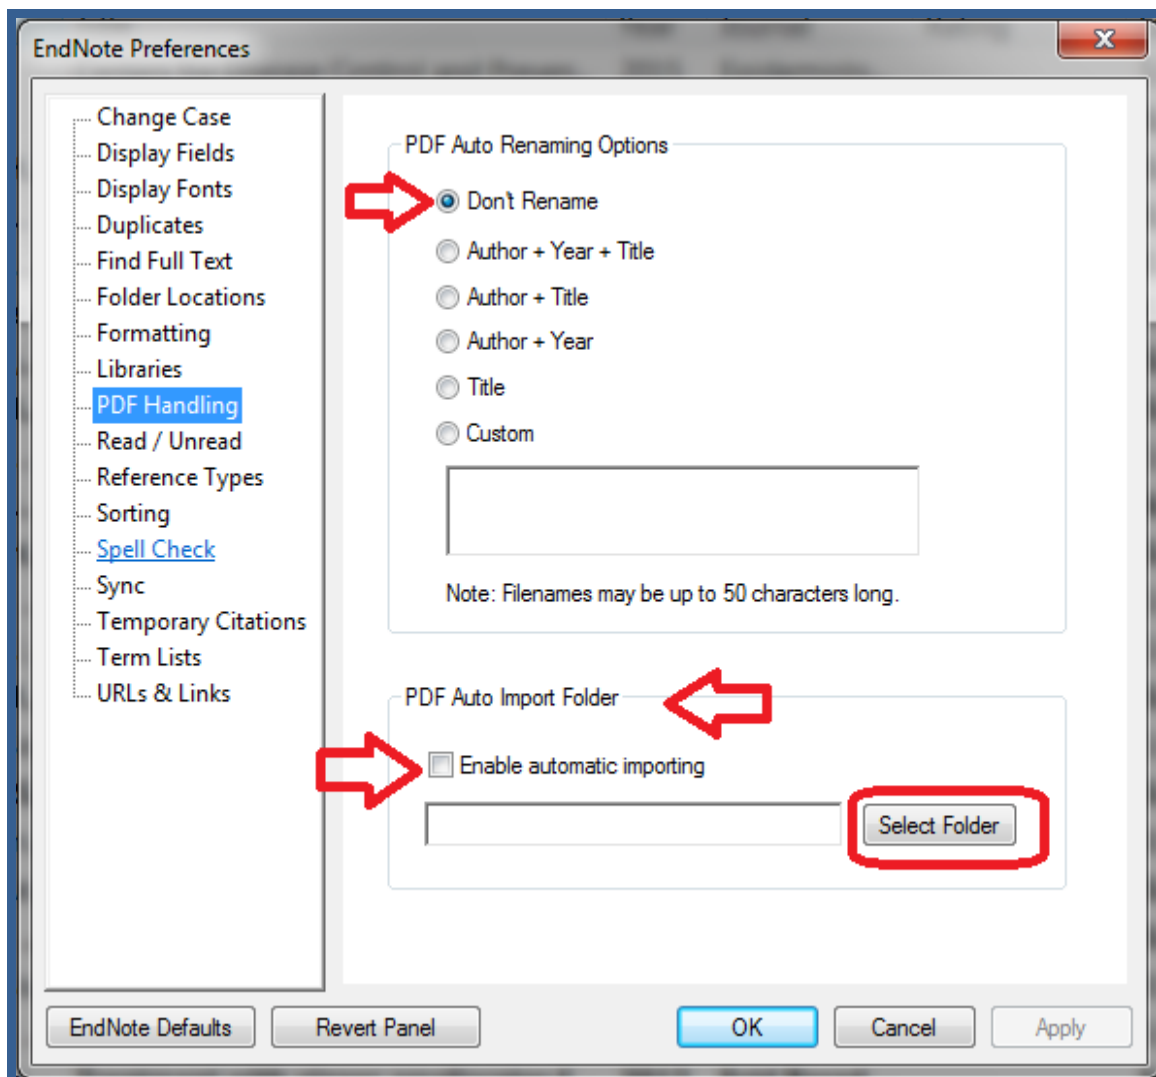 EndNote Preferences
Change Case
Display Fields
Display Fonts
Duplicates
Find Full Text
Folder Locations
Formatting
Libraries
PDF Handling
Read / Unread
Reference Types
Sorting
Spell Check
Sync
Temporary Citations
Term Lists
URLs & Links
PDF Auto Renaming Options
Don't Rename
Author + Year + Title
Author + Title
Author + Year
Title
Custom
Note: Filenames may be up to 50 characters long.
PDF Auto Import Folder
Enable automatic importing
Select Folder
EndNote Defaults
Revert Panel
OK
Cancel
Apply